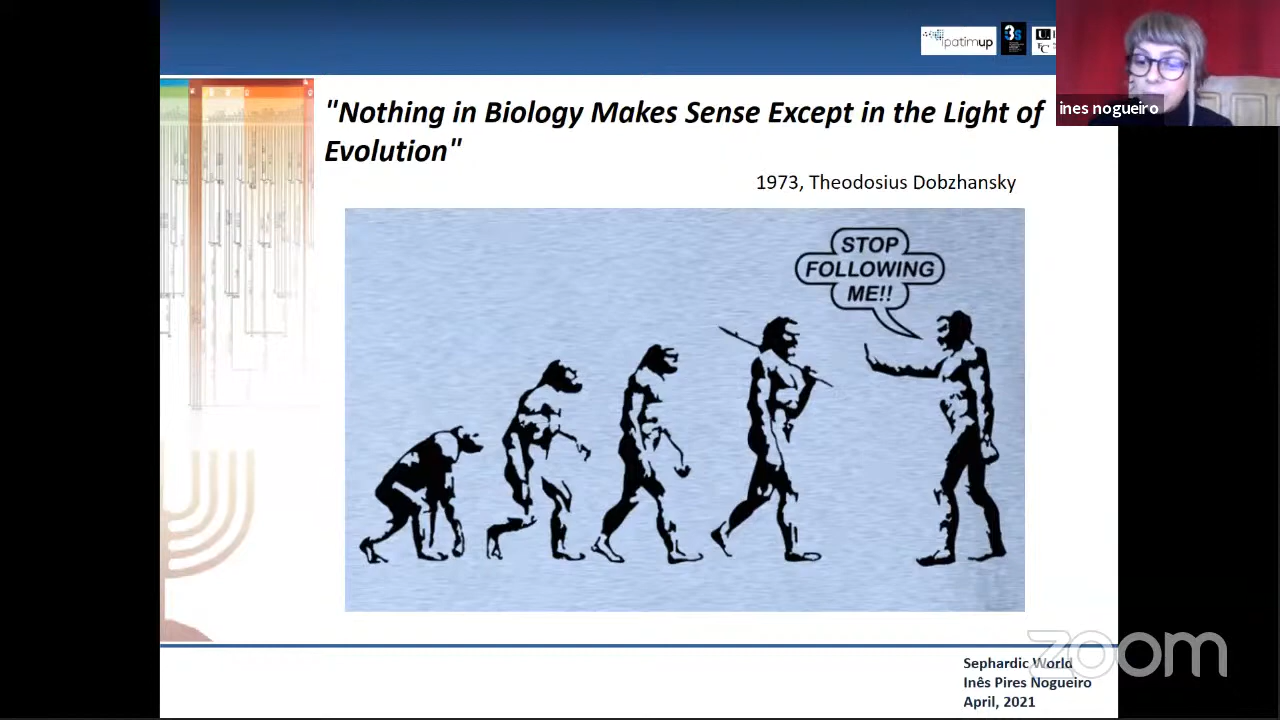 ipatimup
3s
"Nothing in Biology Makes Sense Except in the Light of
Evolution"
1973, Theodosius Dobzhansky
ines nogueiro
STOP
FOLLOWING
ME!!
zoom
Sephardic World
Inês Pires Nogueiro
April, 2021